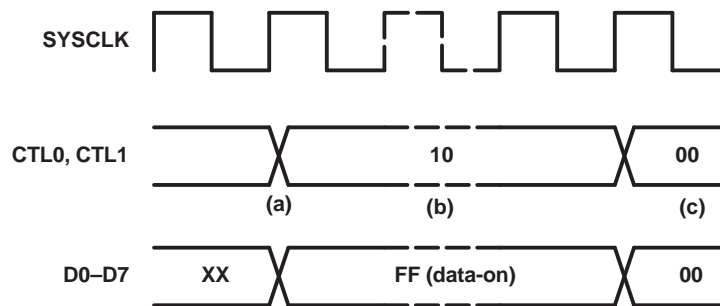 SYSCLK
CTL0, CTL1 10 00
(a) (b) (c)
D0–D7 XX FF (data-on) 00